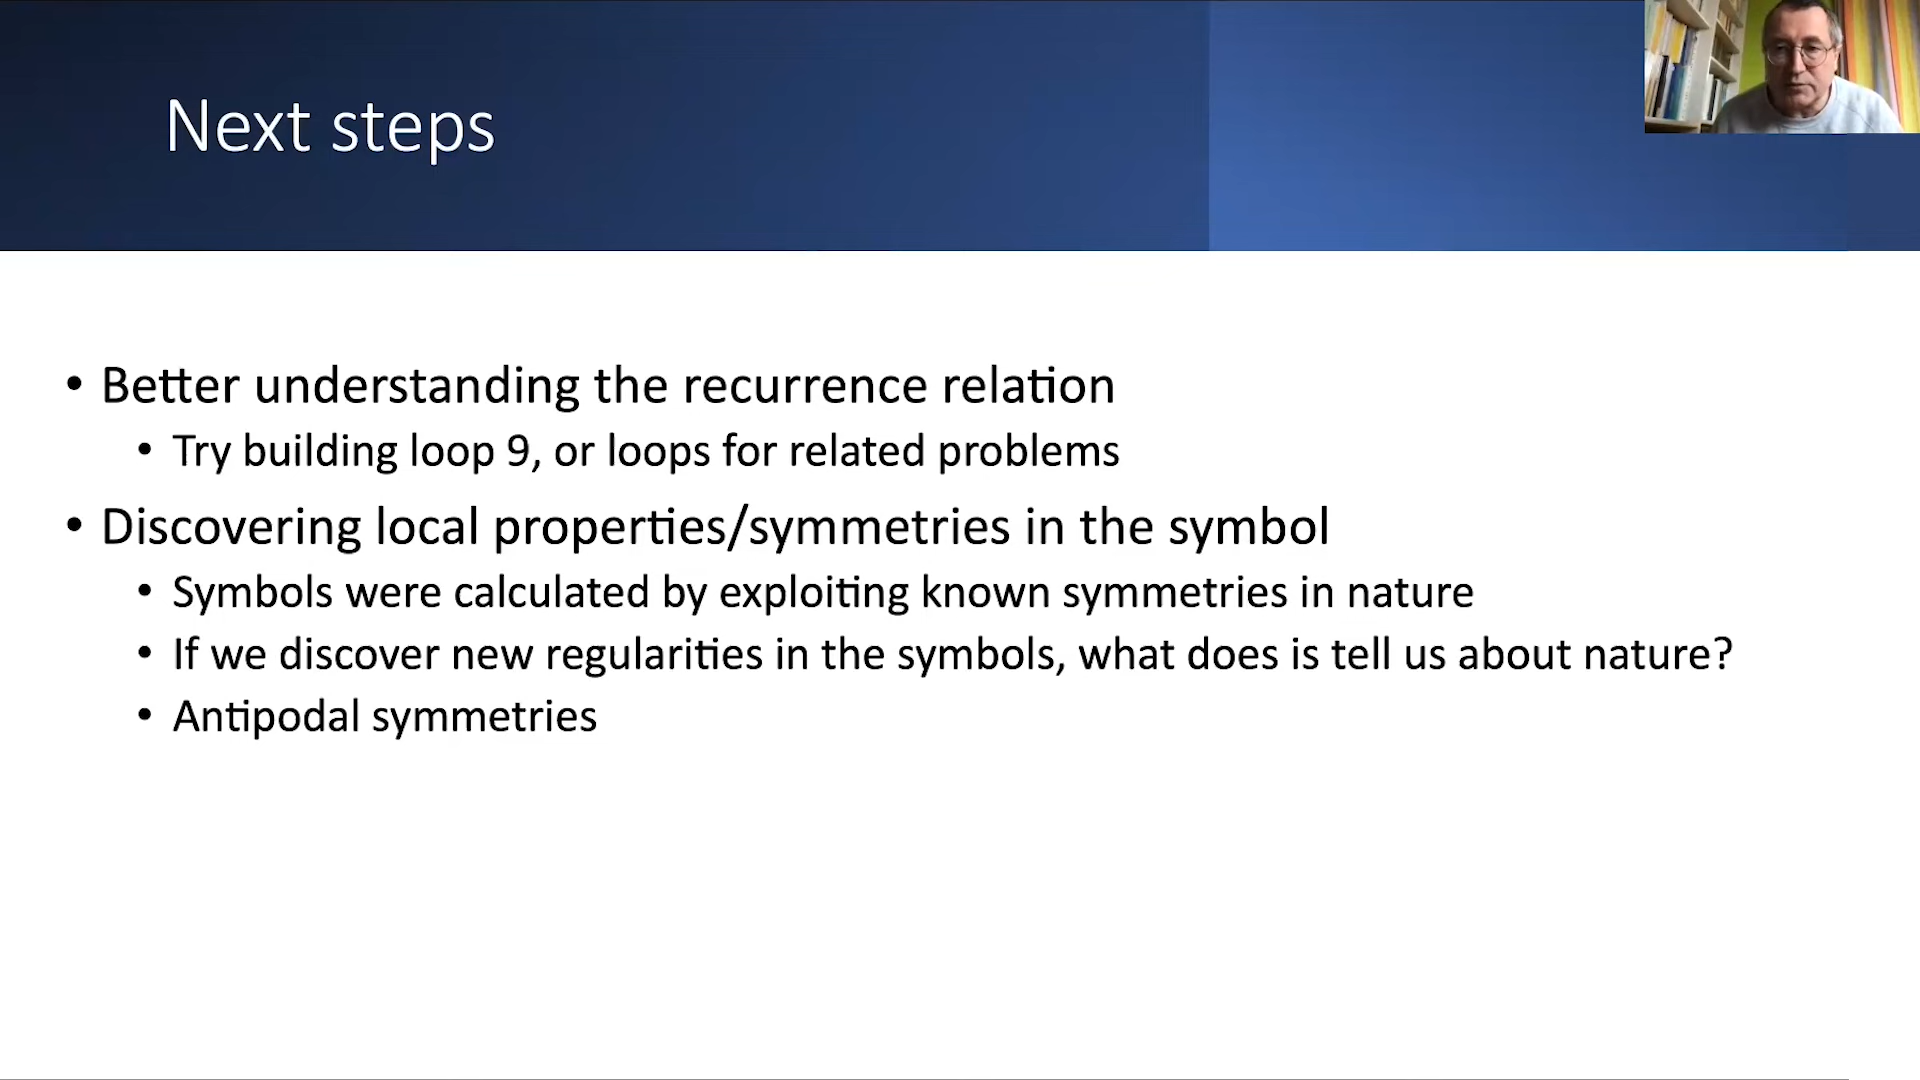 Next steps
• Better understanding the recurrence relation
• Try building loop 9, or loops for related problems
• Discovering local properties/symmetries in the symbol
• Symbols were calculated by exploiting known symmetries in nature
• If we discover new regularities in the symbols, what does is tell us about nature?
• Antipodal symmetries